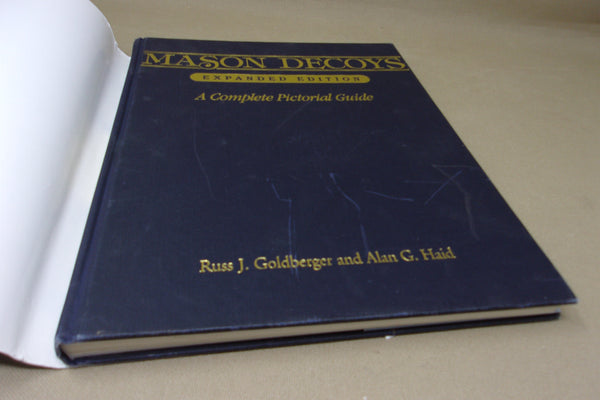 MASON DECOYS
EXPANDED EDITION
A Complete Pictorial Guide
Russ J. Goldberger and Alan G. Haid